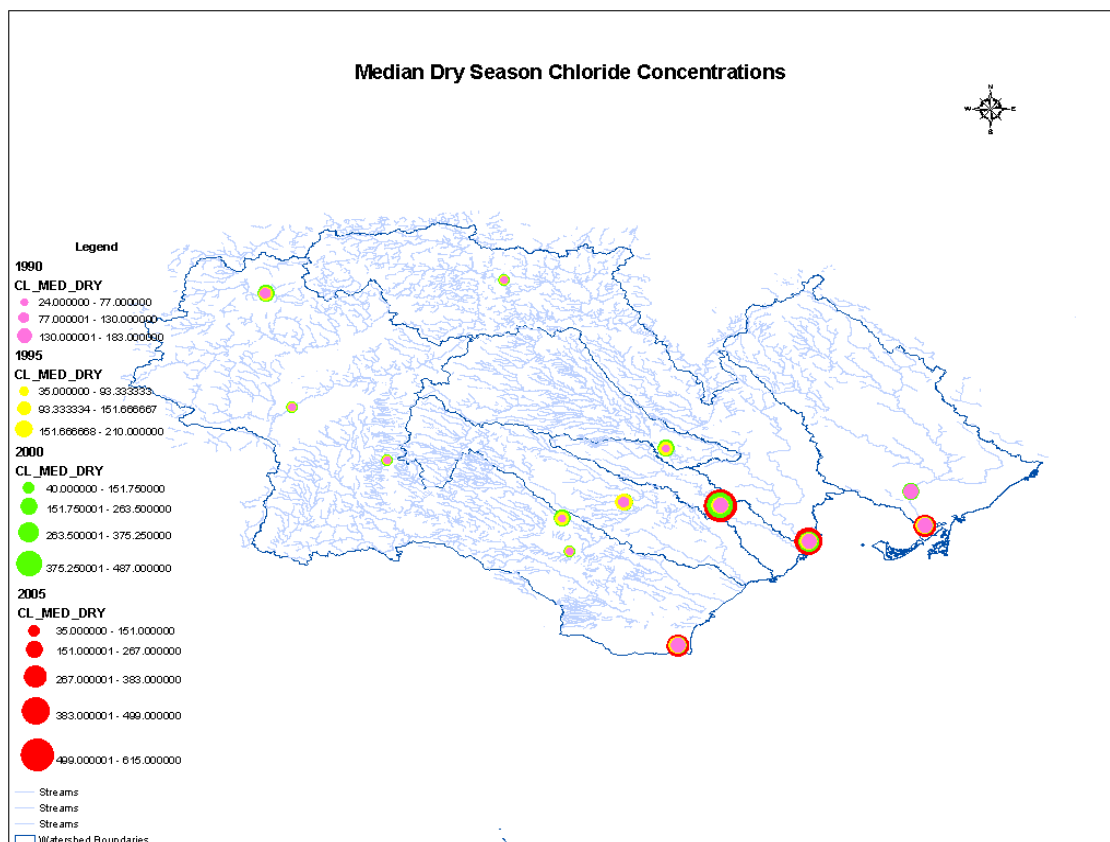 Median Dry Season Chloride Concentrations
N
W E
S
Legend
1990
CL_MED_DRY
24.000000 - 77.000000
77.000001 - 130.000000
130.000001 - 183.000000
1995
CL_MED_DRY
35.000000 - 93.333333
93.333334 - 151.666667
151.666668 - 210.000000
2000
CL_MED_DRY
40.000000 - 151.750000
151.750001 - 263.500000
263.500001 - 375.250000
375.250001 - 487.000000
2005
CL_MED_DRY
35.000000 - 151.000000
151.000001 - 267.000000
267.000001 - 383.000000
383.000001 - 499.000000
499.000001 - 615.000000
Streams
Streams
Streams
Watershed Boundaries